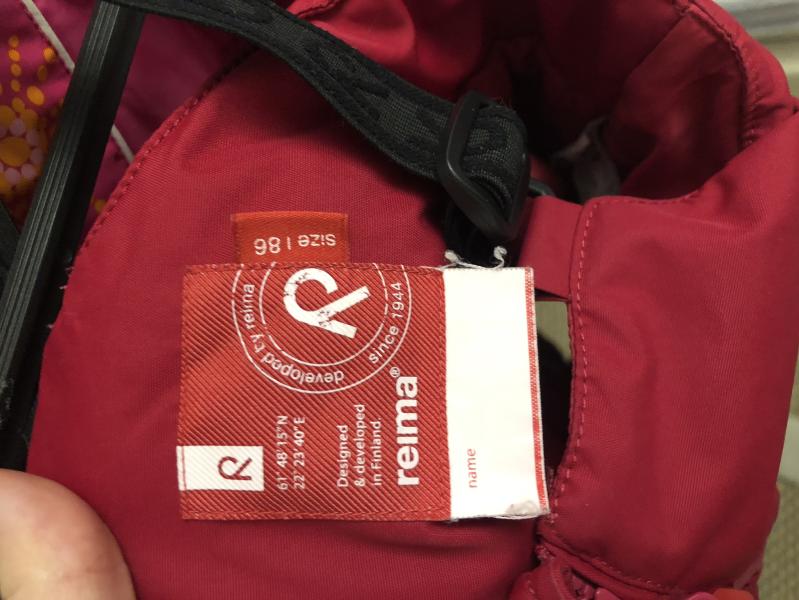 Size | 86
developed by reima
since 1944
R
R
61° 48' 15"N
22° 23' 40"E
Designed
& developed
in Finland.
reima®
name